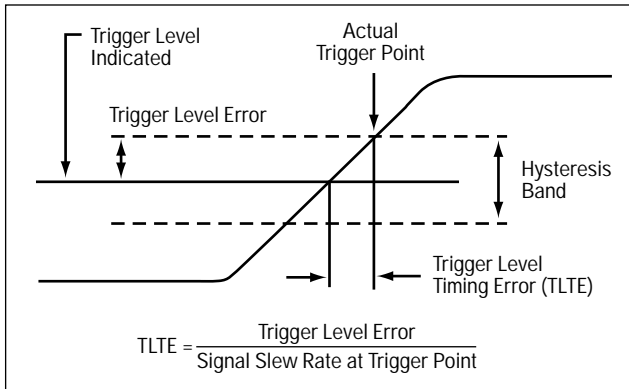 Trigger Level
Indicated
Actual
Trigger Point
Trigger Level Error
Hysteresis
Band
Trigger Level
Timing Error (TLTE)
TLTE = Trigger Level Error
Signal Slew Rate at Trigger Point